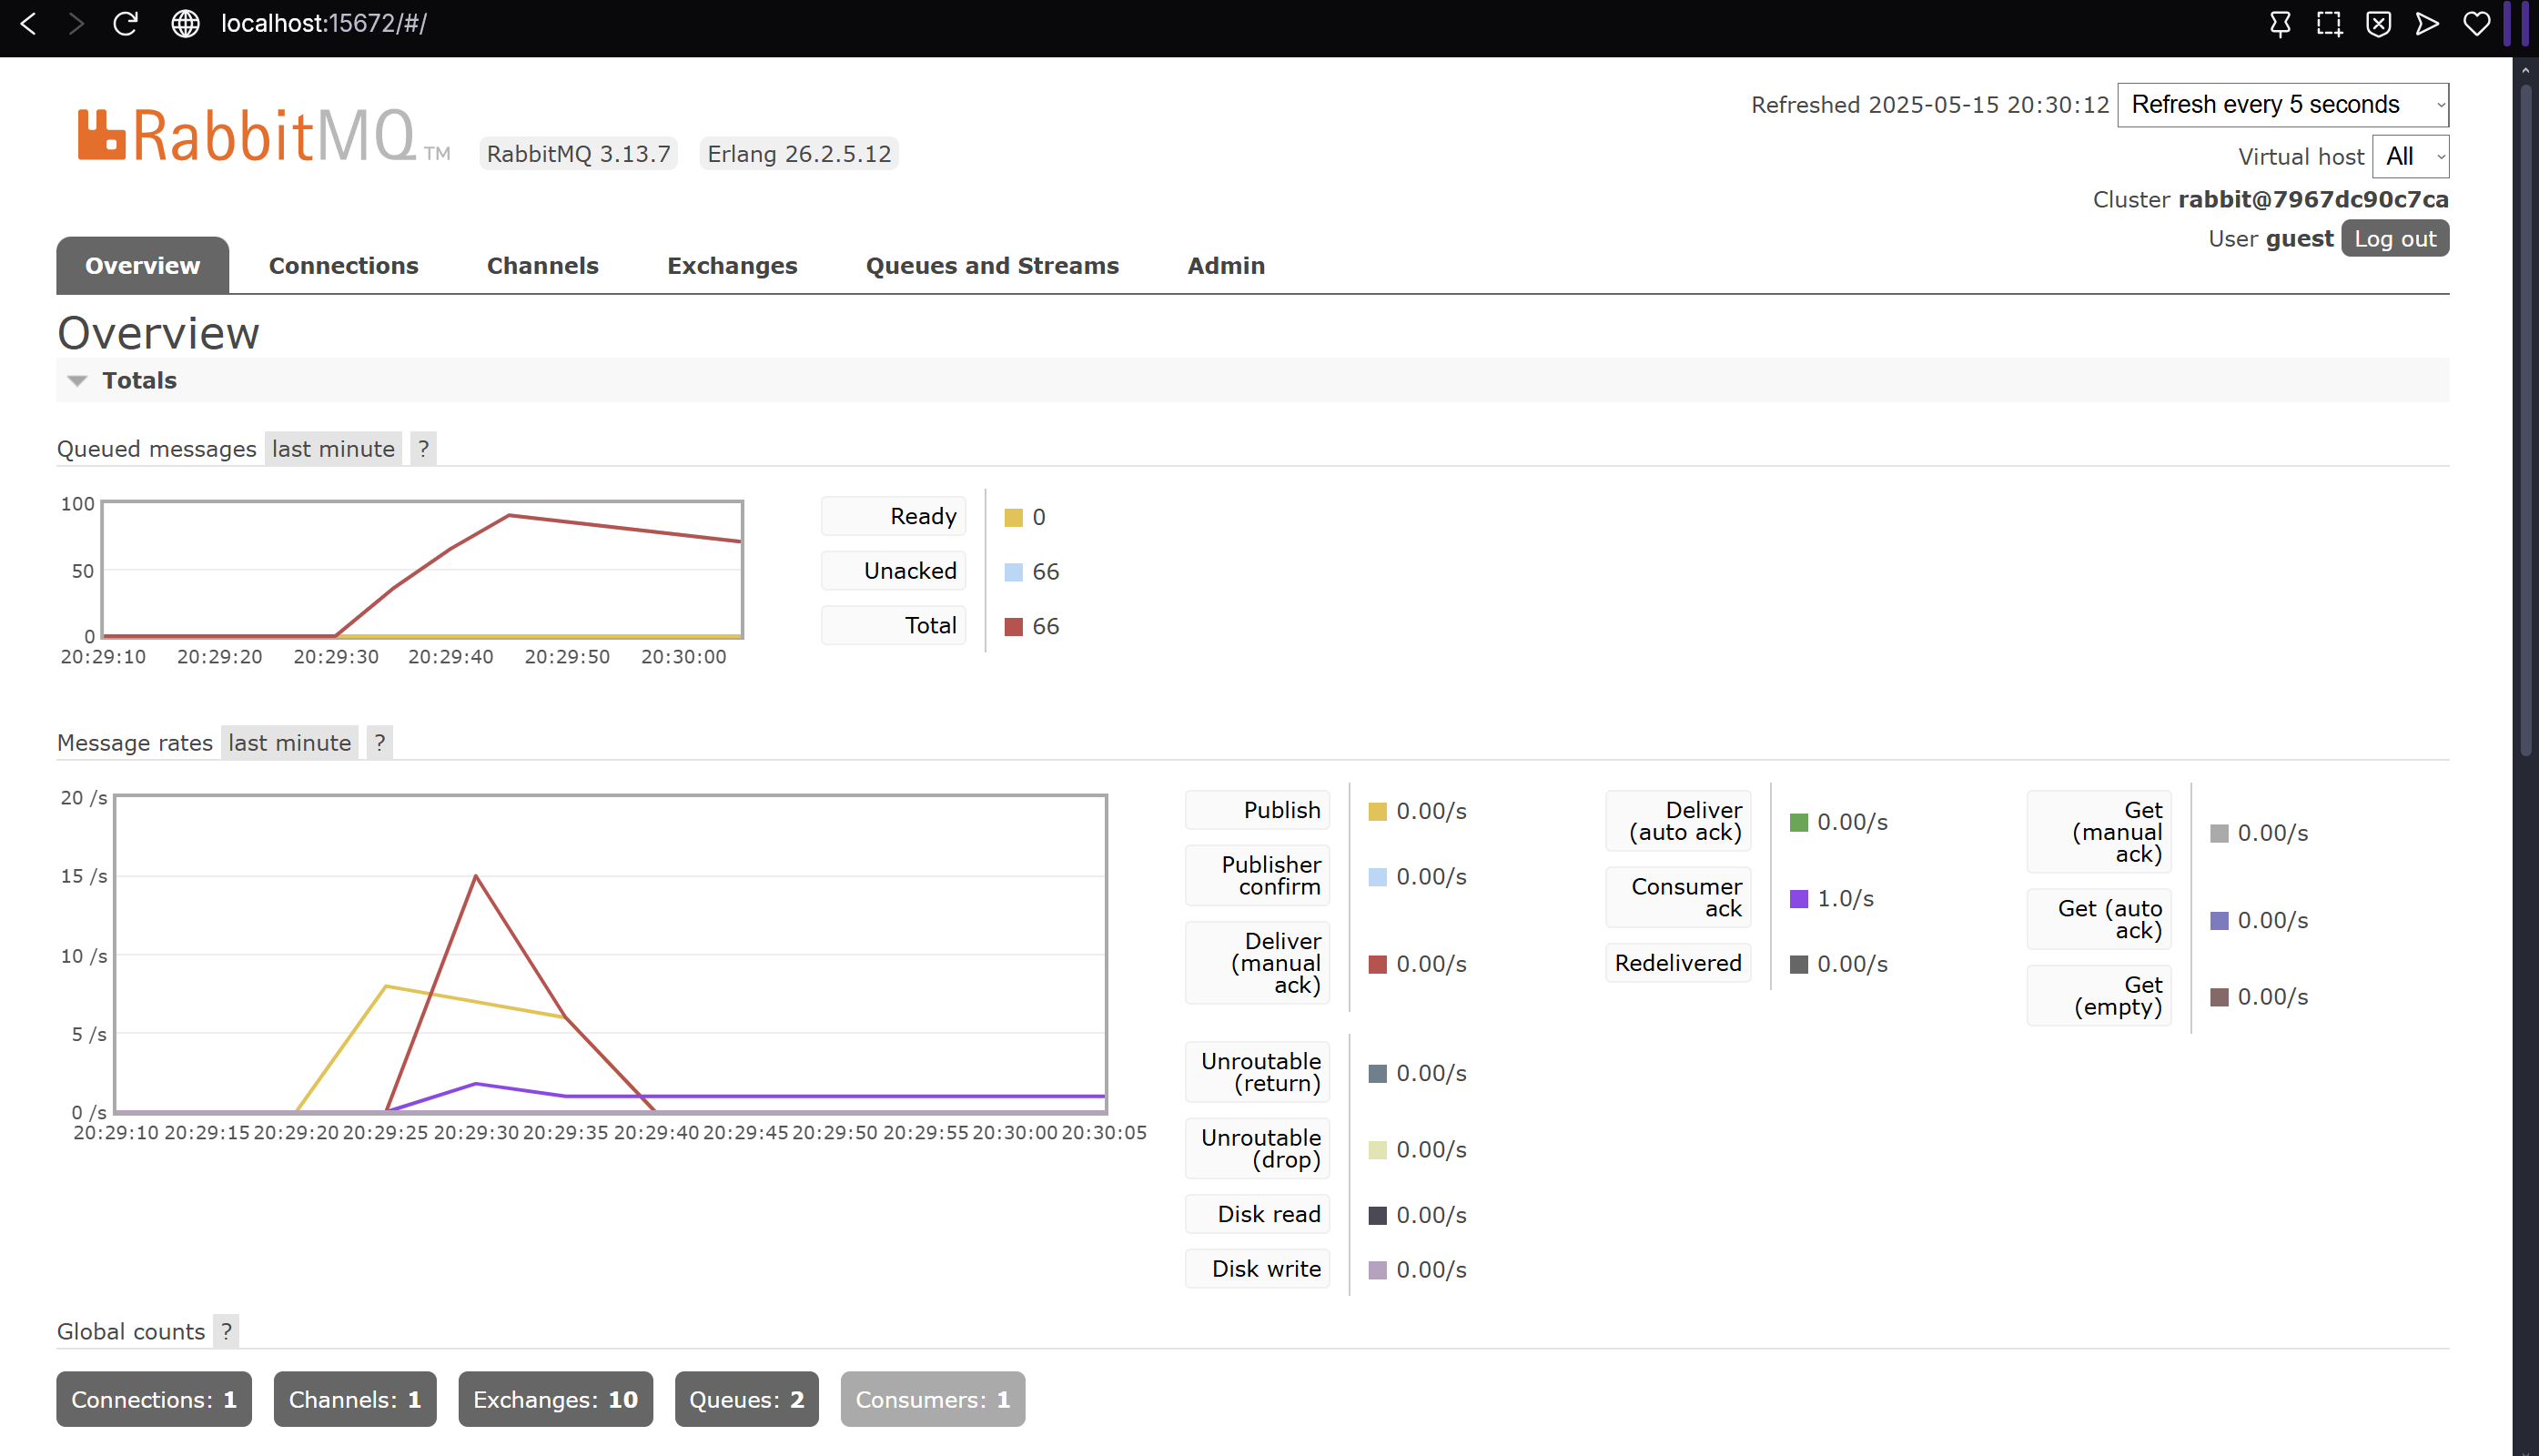 localhost:15672/#/
RabbitMQ TM
RabbitMQ 3.13.7
Erlang 26.2.5.12
Refreshed 2025-05-15 20:30:12
Refresh every 5 seconds
Virtual host
All
Cluster rabbit@7967dc90c7ca
User guest
Log out
Overview
Connections
Channels
Exchanges
Queues and Streams
Admin
Overview
Totals
Queued messages last minute ?
100
50
0
20:29:10 20:29:20 20:29:30 20:29:40 20:29:50 20:30:00
Ready 0
Unacked 66
Total 66
Message rates last minute ?
20 /s
15 /s
10 /s
5 /s
0 /s
20:29:10 20:29:15 20:29:20 20:29:25 20:29:30 20:29:35 20:29:40 20:29:45 20:29:50 20:29:55 20:30:00 20:30:05
Publish 0.00/s
Publisher
confirm 0.00/s
Deliver
(manual
ack) 0.00/s
Deliver
(auto ack) 0.00/s
Consumer
ack 1.0/s
Redelivered 0.00/s
Get
(manual
ack) 0.00/s
Get (auto
ack) 0.00/s
Get
(empty) 0.00/s
Unroutable
(return) 0.00/s
Unroutable
(drop) 0.00/s
Disk read 0.00/s
Disk write 0.00/s
Global counts ?
Connections: 1
Channels: 1
Exchanges: 10
Queues: 2
Consumers: 1